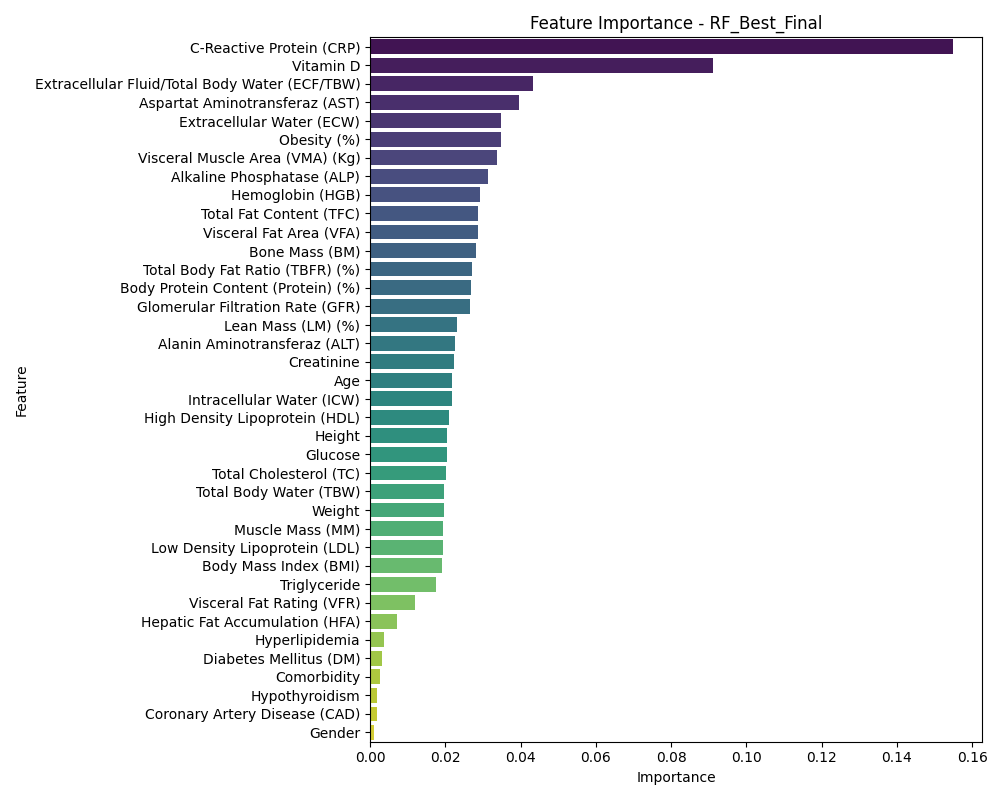 Feature Importance - RF_Best_Final
C-Reactive Protein (CRP)
Vitamin D
Extracellular Fluid/Total Body Water (ECF/TBW)
Aspartat Aminotransferaz (AST)
Extracellular Water (ECW)
Obesity (%)
Visceral Muscle Area (VMA) (Kg)
Alkaline Phosphatase (ALP)
Hemoglobin (HGB)
Total Fat Content (TFC)
Visceral Fat Area (VFA)
Bone Mass (BM)
Total Body Fat Ratio (TBFR) (%)
Body Protein Content (Protein) (%)
Glomerular Filtration Rate (GFR)
Lean Mass (LM) (%)
Alanin Aminotransferaz (ALT)
Creatinine
Age
Intracellular Water (ICW)
High Density Lipoprotein (HDL)
Height
Glucose
Total Cholesterol (TC)
Total Body Water (TBW)
Weight
Muscle Mass (MM)
Low Density Lipoprotein (LDL)
Body Mass Index (BMI)
Triglyceride
Visceral Fat Rating (VFR)
Hepatic Fat Accumulation (HFA)
Hyperlipidemia
Diabetes Mellitus (DM)
Comorbidity
Hypothyroidism
Coronary Artery Disease (CAD)
Gender
Feature
0.00 0.02 0.04 0.06 0.08 0.10 0.12 0.14 0.16
Importance